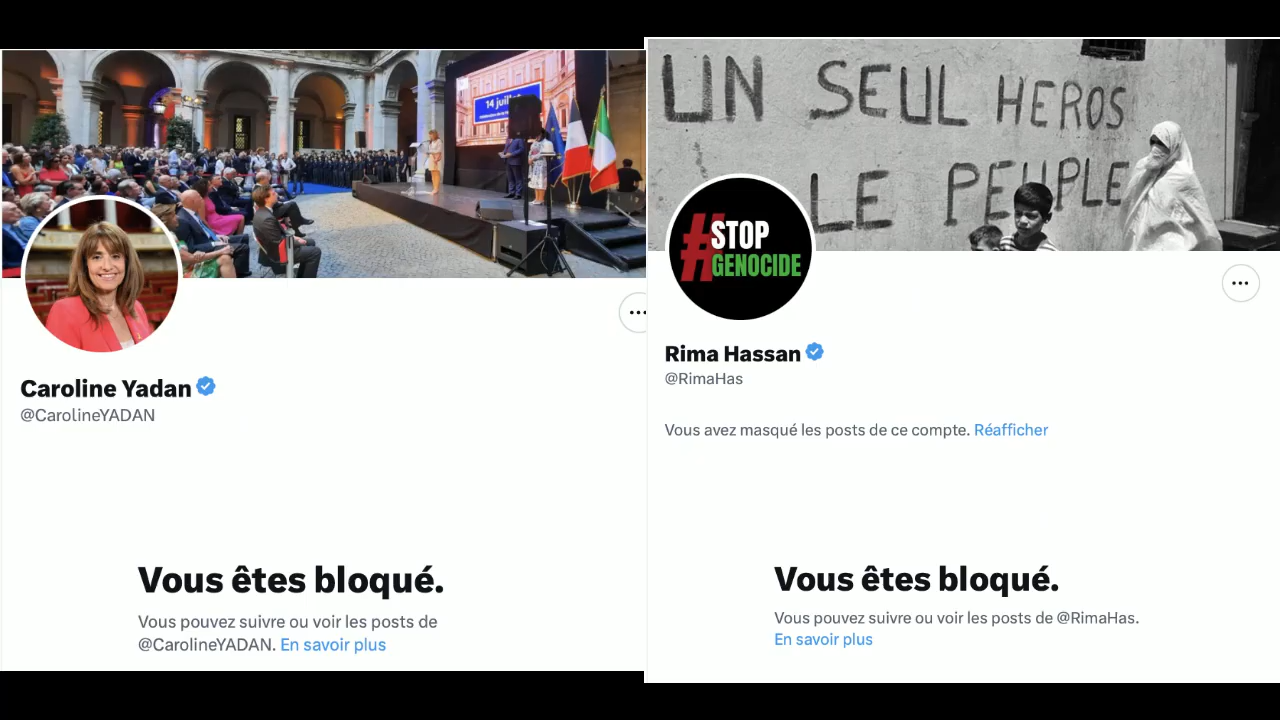 14 juillet
Caroline Yadan
@CarolineYADAN
Vous êtes bloqué.
Vous pouvez suivre ou voir les posts de
@CarolineYADAN. En savoir plus
UN SEUL HEROS
LE PEUPLE
#STOP
GENOCIDE
Rima Hassan
@RimaHas
Vous avez masqué les posts de ce compte. Réafficher
Vous êtes bloqué.
Vous pouvez suivre ou voir les posts de @RimaHas.
En savoir plus